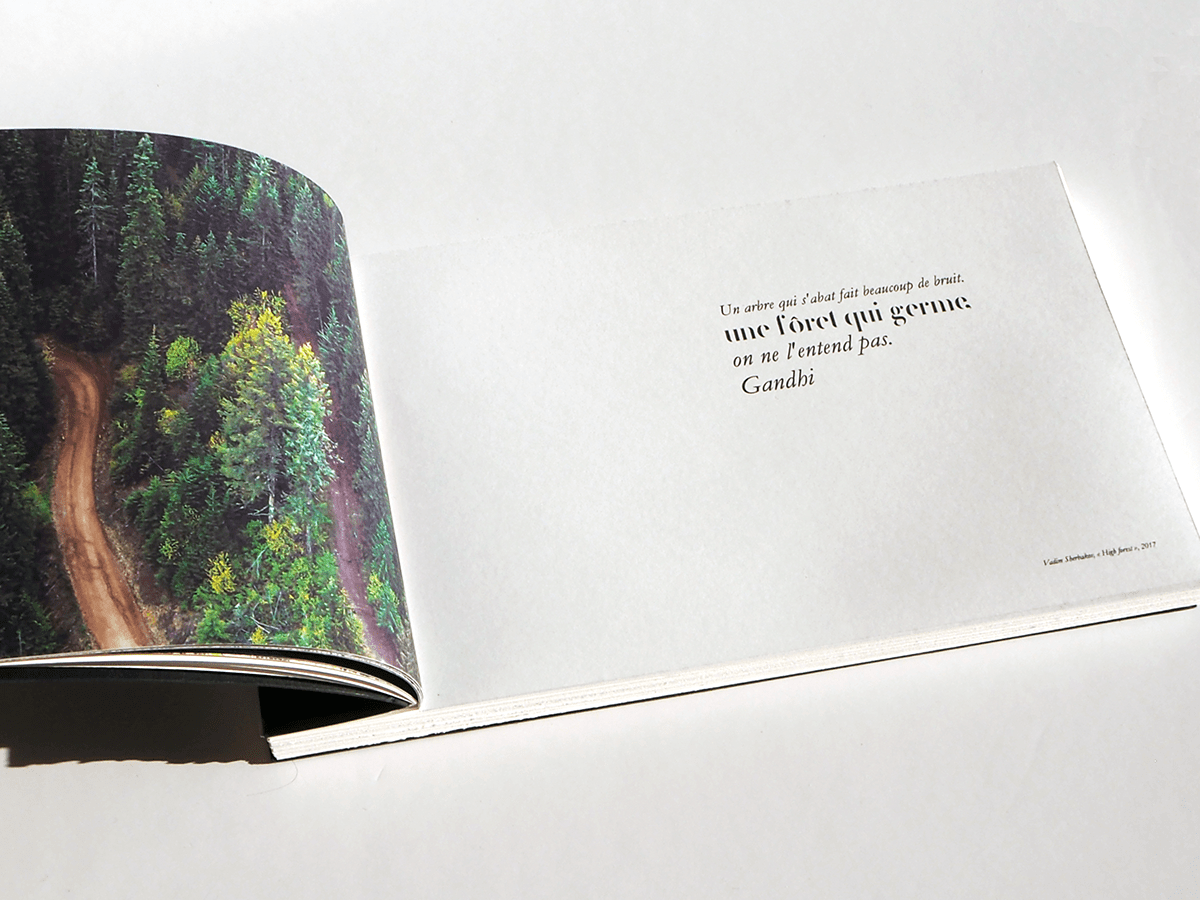 Un arbre qui s'abat fait beaucoup de bruit.
une fôret qui germe,
on ne l'entend pas.
Gandhi
Vadim Sherbakov, « High forest », 2017